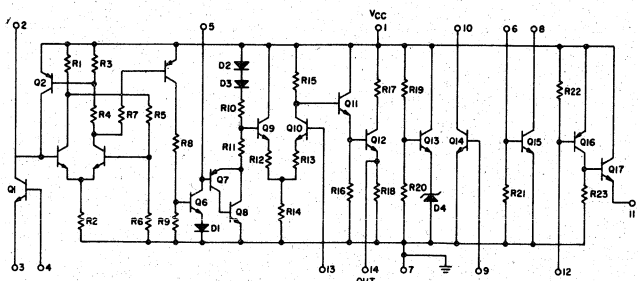 2 5 VCC 1 10 6 8
R1 R3 D2 R15 R17 R19 R22
Q2 D3 Q11
R4 R7 R5 R10 Q9 Q10 Q12 Q13 Q14 Q15 Q16
R8 R11 R12 R13 Q17
Q1 Q6 Q7 Q8 R16 R18 R20 R21 R23
R2 R6 R9 D1 R14 D4 11
3 4 13 14 7 9 12
OUT